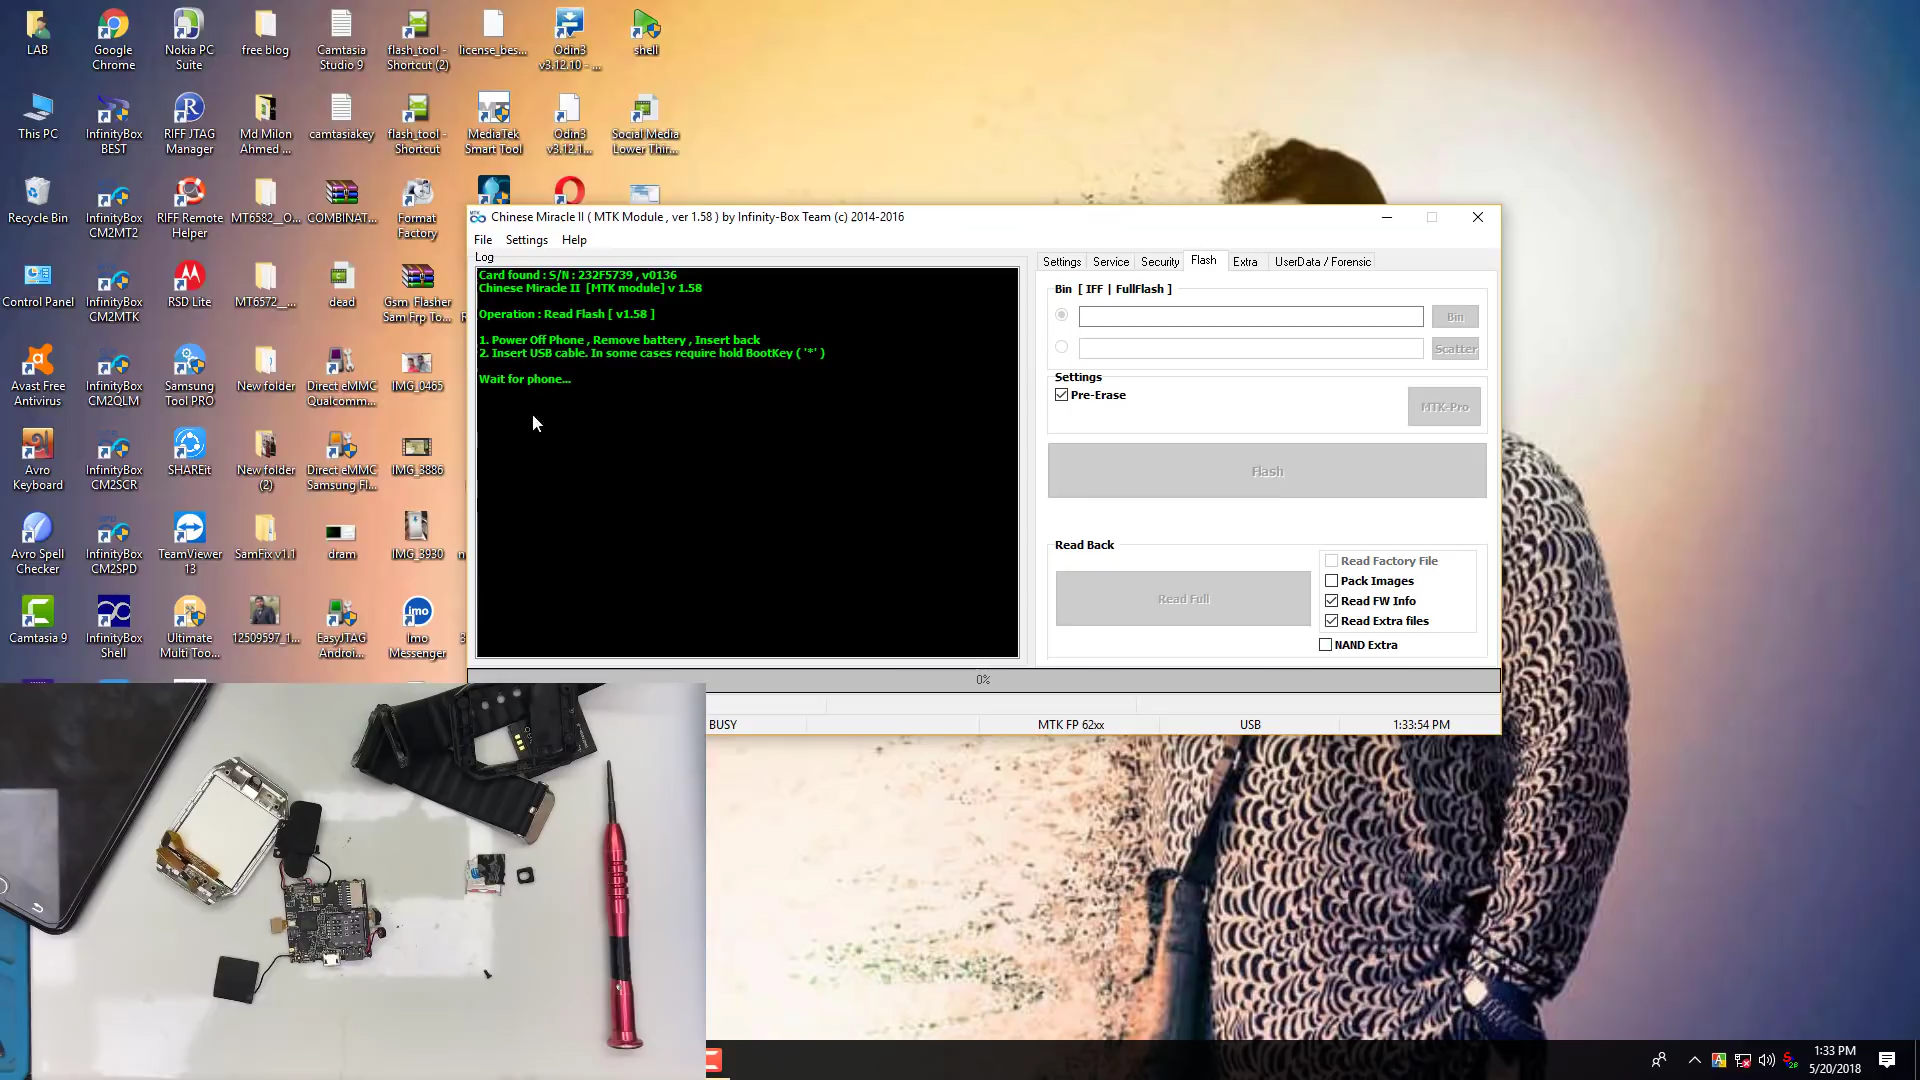 LAB
Google Chrome
Nokia PC Suite
free blog
Camtasia Studio 9
flash_tool - Shortcut (2)
license_bes...
Odin3 v3.12.10 - ...
shell
This PC
InfinityBox BEST
RIFF JTAG Manager
Md Milon Ahmed ...
camtasiakey
flash_tool - Shortcut
MediaTek Smart Tool
Odin3 v3.12.1...
Social Media Lower Thir...
Recycle Bin
InfinityBox CM2MT2
RIFF Remote Helper
MT6582__O...
COMBINAT...
Format Factory
Control Panel
InfinityBox CM2MTK
RSD Lite
MT6572__...
dead
Gsm_Flasher Sam Frp To...
Avast Free Antivirus
InfinityBox CM2QLM
Samsung Tool PRO
New folder
Direct eMMC Qualcomm...
IMG_0465
Avro Keyboard
InfinityBox CM2SCR
SHAREit
New folder (2)
Direct eMMC Samsung Fl...
IMG_3886
Avro Spell Checker
InfinityBox CM2SPD
TeamViewer 13
SamFix v1.1
dram
IMG_3930
Camtasia 9
InfinityBox Shell
Ultimate Multi Too...
12509597_1...
EasyJTAG Androi...
Imo Messenger
Chinese Miracle II ( MTK Module , ver 1.58 ) by Infinity-Box Team (c) 2014-2016
File Settings Help
Log
Card found : S/N : 232F5739 , v0136
Chinese Miracle II [MTK module] v 1.58
Operation : Read Flash [ v1.58 ]
1. Power Off Phone , Remove battery , Insert back
2. Insert USB cable. In some cases require hold BootKey ( '*' )
Wait for phone...
Settings Service Security Flash Extra UserData / Forensic
Bin [ IFF | FullFlash ]
Bin
Scatter
Settings
Pre-Erase
MTK-Pro
Flash
Read Back
Read Full
Read Factory File
Pack Images
Read FW Info
Read Extra files
NAND Extra
0%
BUSY MTK FP 62xx USB 1:33:54 PM
1:33 PM
5/20/2018